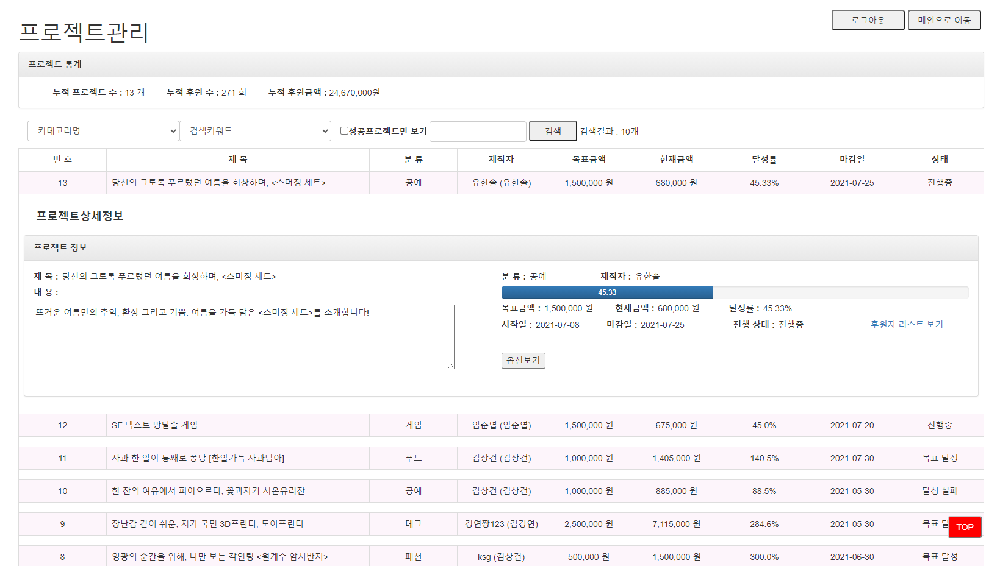 로그아웃 메인으로 이동
프로젝트관리
프로젝트 통계
누적 프로젝트 수 : 13 개 누적 후원 수 : 271 회 누적 후원금액 : 24,670,000원
카테고리명 검색키워드 성공프로젝트만 보기 검색 검색결과 : 10개
번 호 제 목 분 류 제작자 목표금액 현재금액 달성률 마감일 상태
13 당신의 그토록 푸르렀던 여름을 회상하며, <스머징 세트> 공예 유한솔 (유한솔) 1,500,000 원 680,000 원 45.33% 2021-07-25 진행중
프로젝트상세정보
프로젝트 정보
제 목 : 당신의 그토록 푸르렀던 여름을 회상하며, <스머징 세트> 분 류 : 공예 제작자 : 유한솔
내 용 : 45.33
뜨거운 여름만의 추억, 환상 그리고 기쁨. 여름을 가득 담은 <스머징 세트>를 소개합니다! 목표금액 : 1,500,000 원 현재금액 : 680,000 원 달성률 : 45.33%
시작일 : 2021-07-08 마감일 : 2021-07-25 진행 상태 : 진행중 후원자 리스트 보기
옵션보기
12 SF 텍스트 방탈출 게임 게임 임준엽 (임준엽) 1,500,000 원 675,000 원 45.0% 2021-07-20 진행중
11 사과 한 알이 통째로 퐁당 [한알가득 사과담아] 푸드 김상건 (김상건) 1,000,000 원 1,405,000 원 140.5% 2021-07-30 목표 달성
10 한 잔의 여유에서 피어오르다, 꽃과자기 시온유리잔 공예 김상건 (김상건) 1,000,000 원 885,000 원 88.5% 2021-05-30 달성 실패
9 장난감 같이 쉬운, 저가 국민 3D프린터, 토이프린터 테크 경연짱123 (김경연) 2,500,000 원 7,115,000 원 284.6% 2021-05-30 목표 TOP
8 영광의 순간을 위해, 나만 보는 각인링 <월계수 암시반지> 패션 ksg (김상건) 500,000 원 1,500,000 원 300.0% 2021-06-30 목표 달성